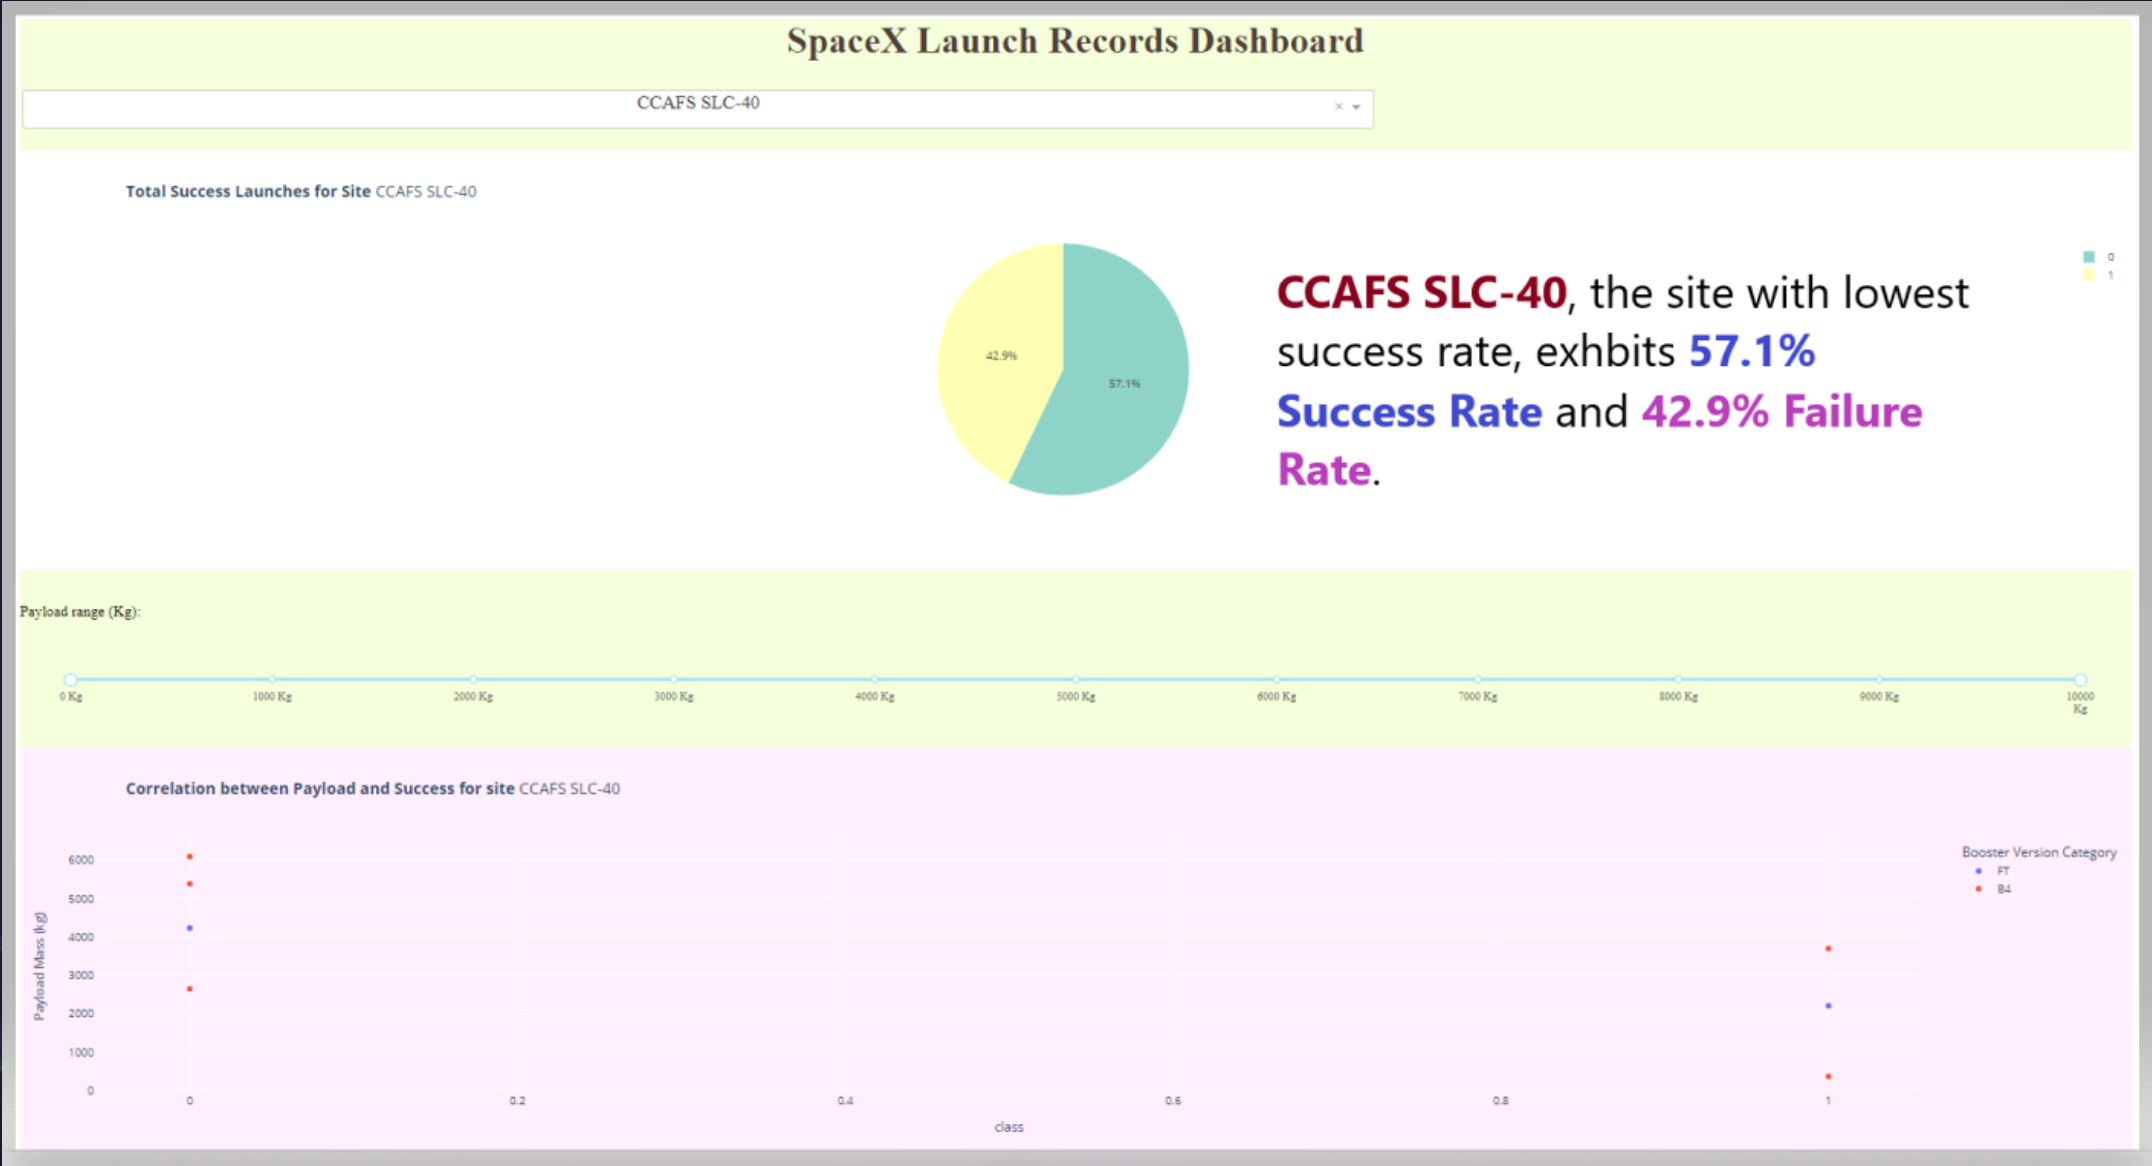 SpaceX Launch Records Dashboard
CCAFS SLC-40
×
Total Success Launches for Site CCAFS SLC-40
0
1
42.9%
57.1%
CCAFS SLC-40, the site with lowest
success rate, exhbits 57.1%
Success Rate and 42.9% Failure
Rate.
Payload range (Kg):
0 Kg 1000 Kg 2000 Kg 3000 Kg 4000 Kg 5000 Kg 6000 Kg 7000 Kg 8000 Kg 9000 Kg 10000
Kg
Correlation between Payload and Success for site CCAFS SLC-40
Booster Version Category
FT
B4
Payload Mass (kg)
6000
5000
4000
3000
2000
1000
0
0 0.2 0.4 0.6 0.8 1
class